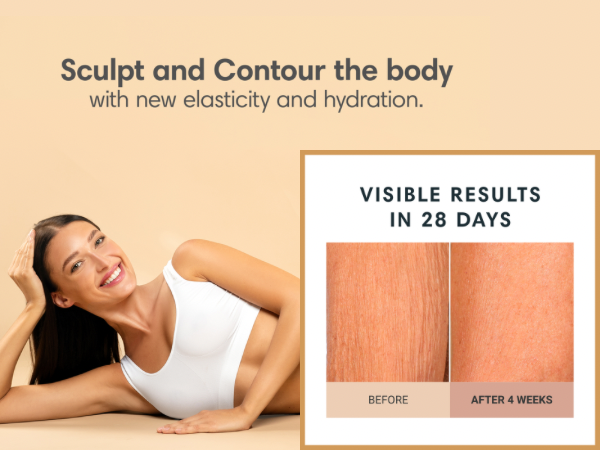 Sculpt and Contour the body
with new elasticity and hydration.
VISIBLE RESULTS
IN 28 DAYS
BEFORE
AFTER 4 WEEKS